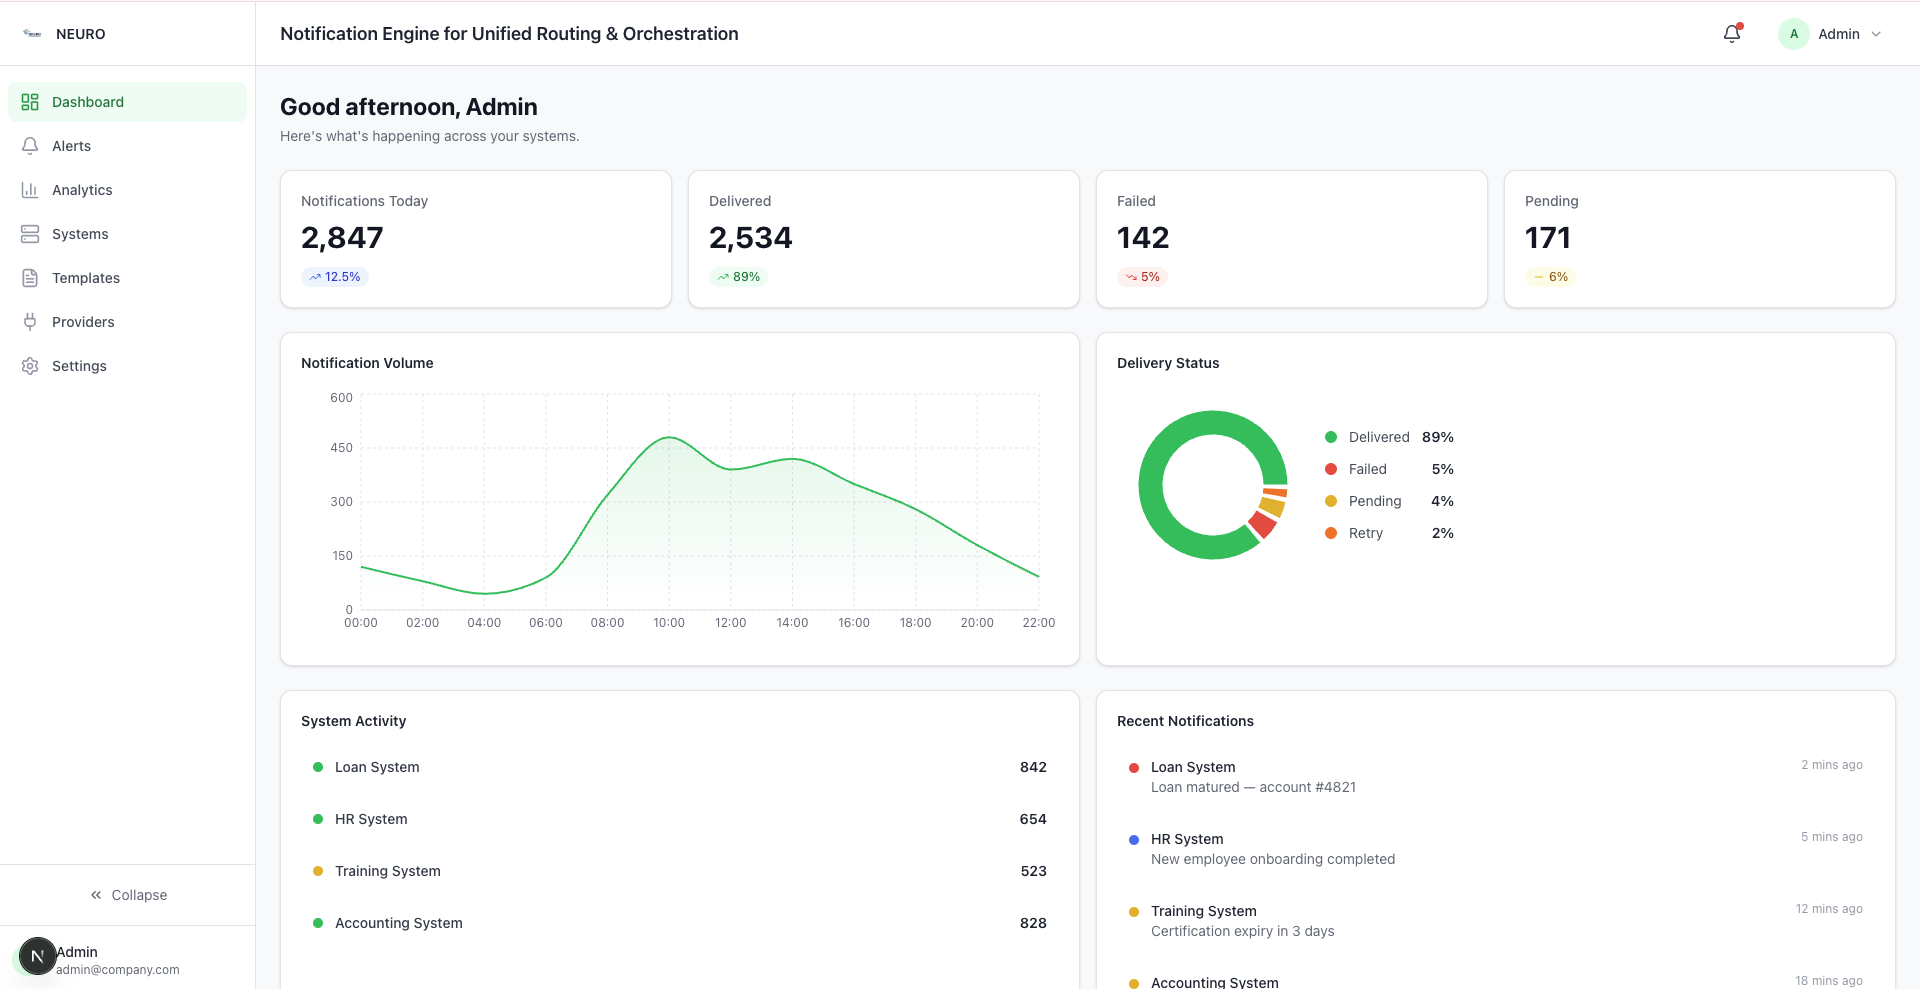 NEURO
Notification Engine for Unified Routing & Orchestration
A Admin
Dashboard
Alerts
Analytics
Systems
Templates
Providers
Settings
Collapse
N
Admin
admin@company.com
Good afternoon, Admin
Here's what's happening across your systems.
Notifications Today
2,847
12.5%
Delivered
2,534
89%
Failed
142
5%
Pending
171
6%
Notification Volume
600
450
300
150
0
00:00 02:00 04:00 06:00 08:00 10:00 12:00 14:00 16:00 18:00 20:00 22:00
Delivery Status
Delivered 89%
Failed 5%
Pending 4%
Retry 2%
System Activity
Loan System 842
HR System 654
Training System 523
Accounting System 828
Recent Notifications
Loan System 2 mins ago
Loan matured — account #4821
HR System 5 mins ago
New employee onboarding completed
Training System 12 mins ago
Certification expiry in 3 days
Accounting System 18 mins ago